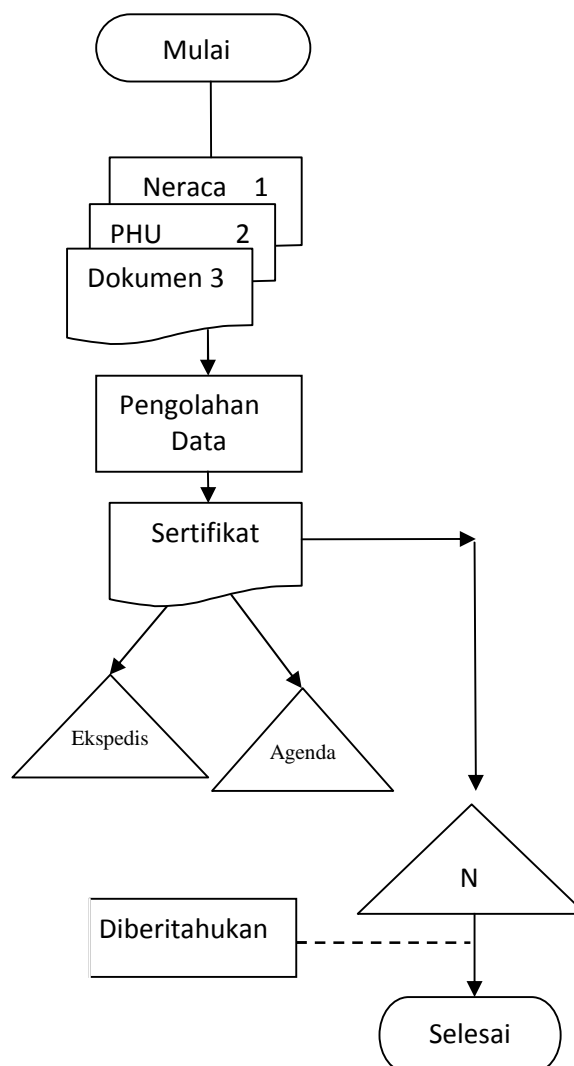 Mulai
Neraca 1
PHU 2
Dokumen 3
Pengolahan
Data
Sertifikat
Ekspedis
Agenda
N
Diberitahukan
Selesai